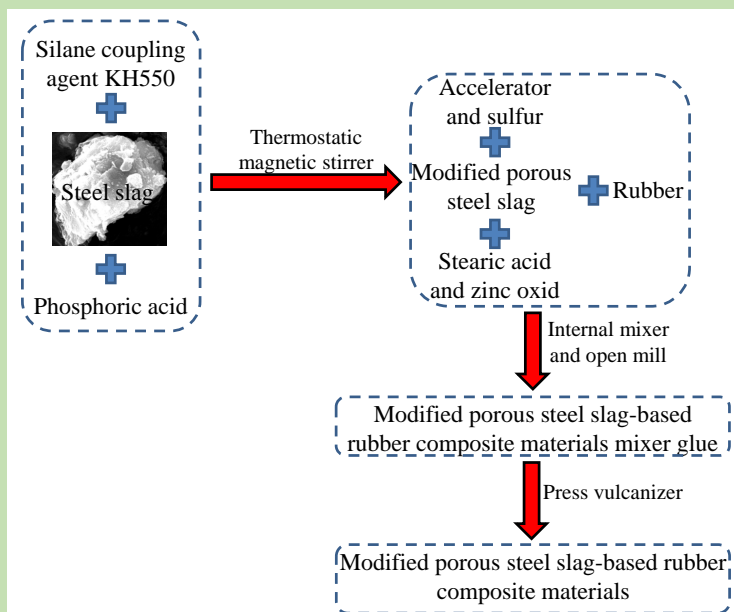 Silane coupling
agent KH550
Steel slag
Phosphoric acid
Thermostatic
magnetic stirrer
Accelerator
and sulfur
Modified porous
steel slag
Rubber
Stearic acid
and zinc oxid
Internal mixer
and open mill
Modified porous steel slag-based
rubber composite materials mixer glue
Press vulcanizer
Modified porous steel slag-based rubber
composite materials